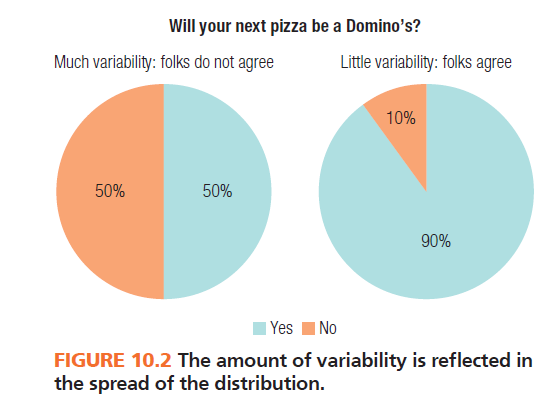 Will your next pizza be a Domino's?
Much variability: folks do not agree
Little variability: folks agree
10%
50%
50%
90%
Yes
No
FIGURE 10.2 The amount of variability is reflected in
the spread of the distribution.